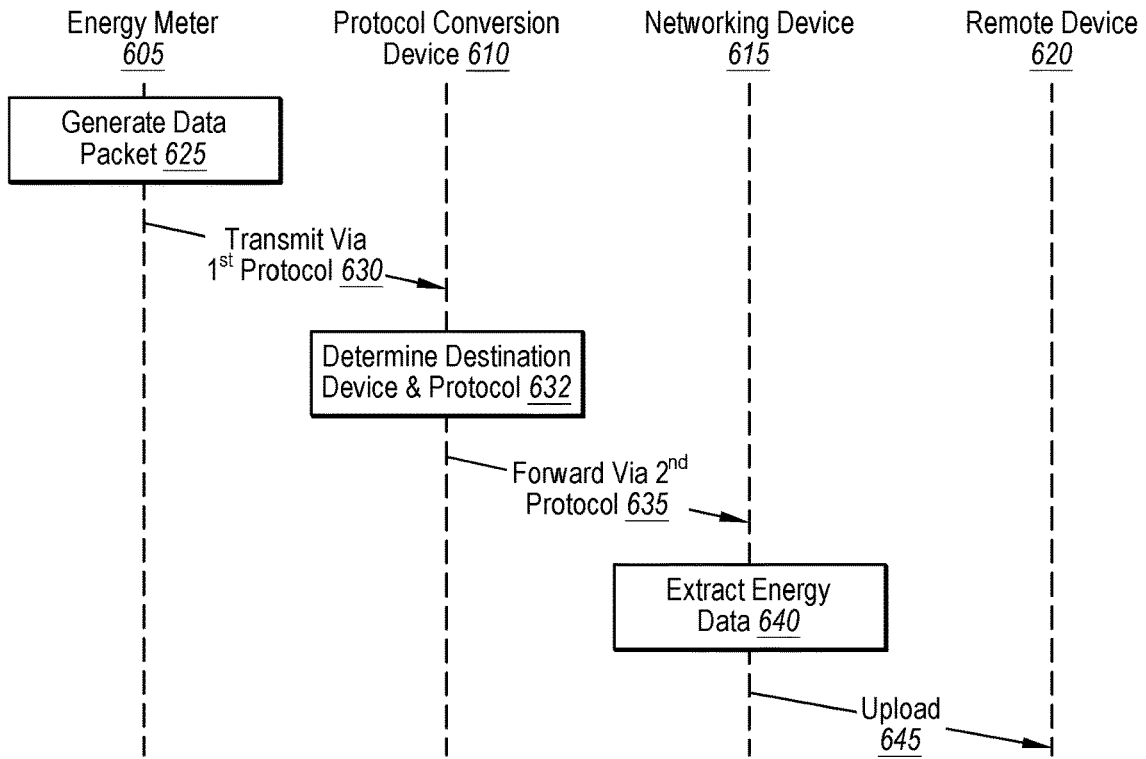 Energy Meter
605
Protocol Conversion
Device 610
Networking Device
615
Remote Device
620
Generate Data
Packet 625
Transmit Via
1st Protocol 630
Determine Destination
Device & Protocol 632
Forward Via 2nd
Protocol 635
Extract Energy
Data 640
Upload
645